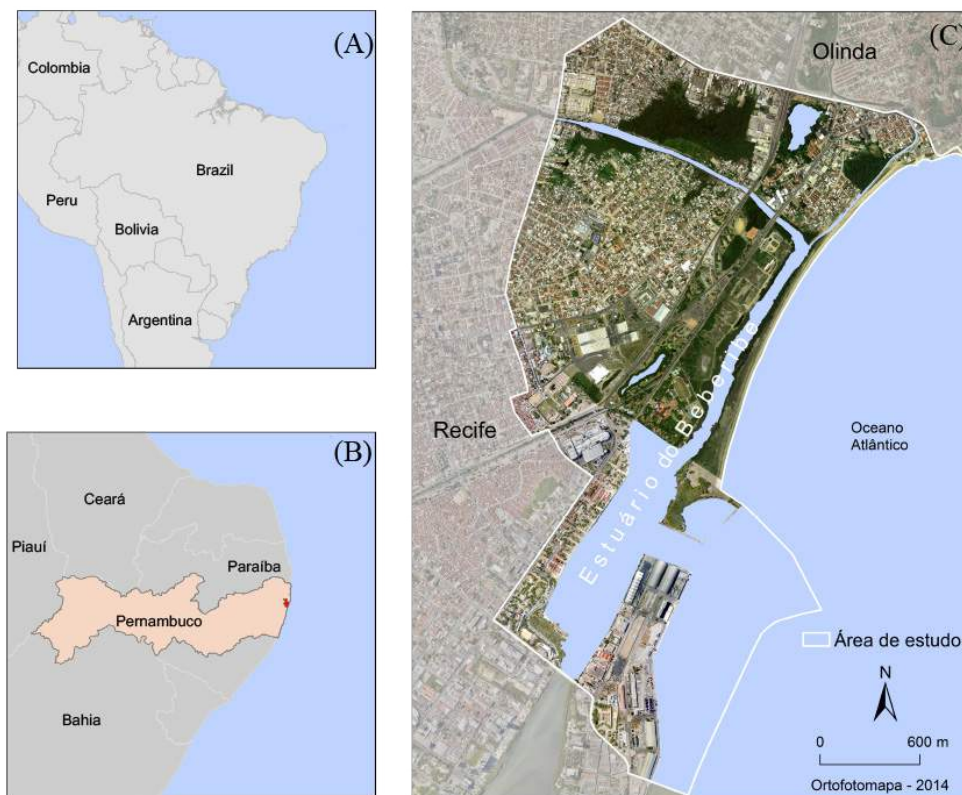 (A)
Colombia
Brazil
Peru
Bolivia
Argentina
(B)
Ceará
Piauí
Paraíba
Pernambuco
Bahia
(C)
Olinda
Recife
Estuário do Beberibe
Oceano
Atlântico
Área de estudo
N
0 600 m
Ortofotomapa - 2014